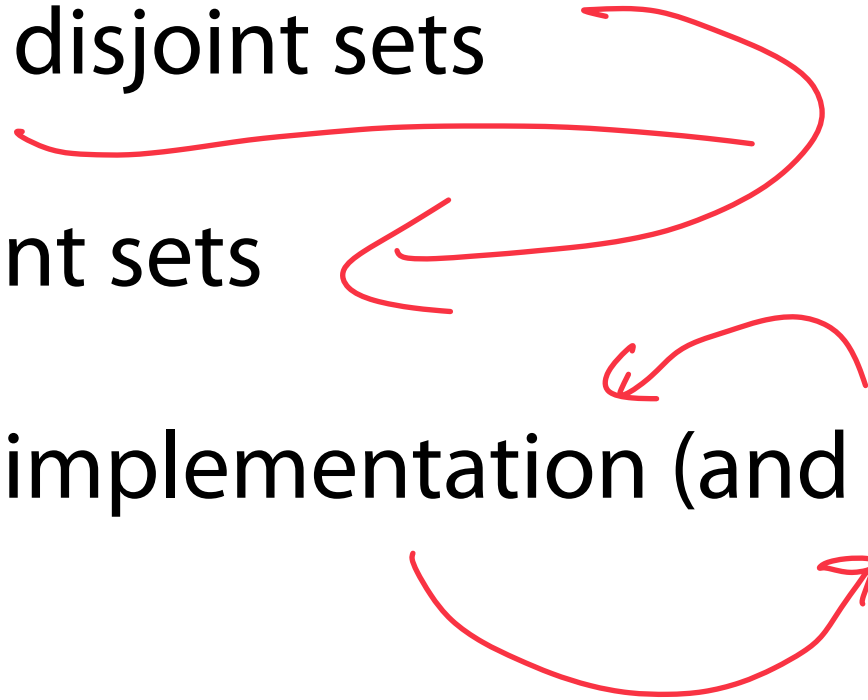 disjoint sets
nt sets
implementation (and